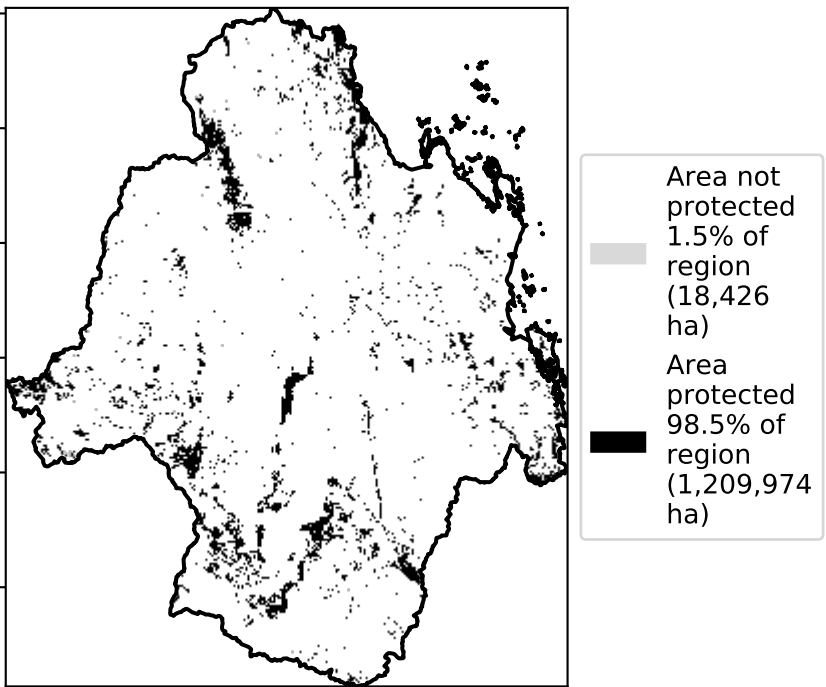 Area not
protected
1.5% of
region
(18,426
ha)
Area
protected
98.5% of
region
(1,209,974
ha)